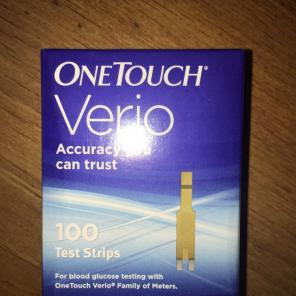 ONETOUCH®
Verio
Accuracy you
can trust
100
Test Strips
For blood glucose testing with
OneTouch Verio® Family of Meters.